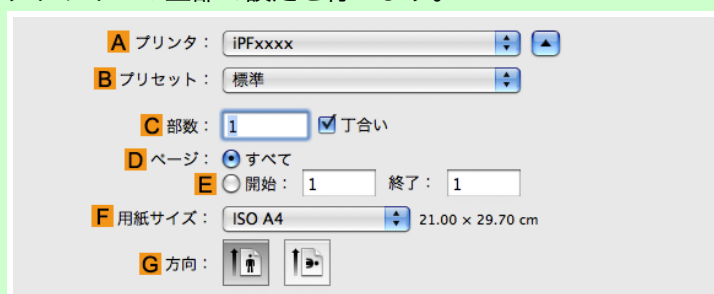 A プリンタ： iPFxxxx
B プリセット： 標準
C 部数： 1 丁合い
D ページ： すべて
E 開始： 1 終了： 1
F 用紙サイズ： ISO A4 21.00 × 29.70 cm
G 方向：